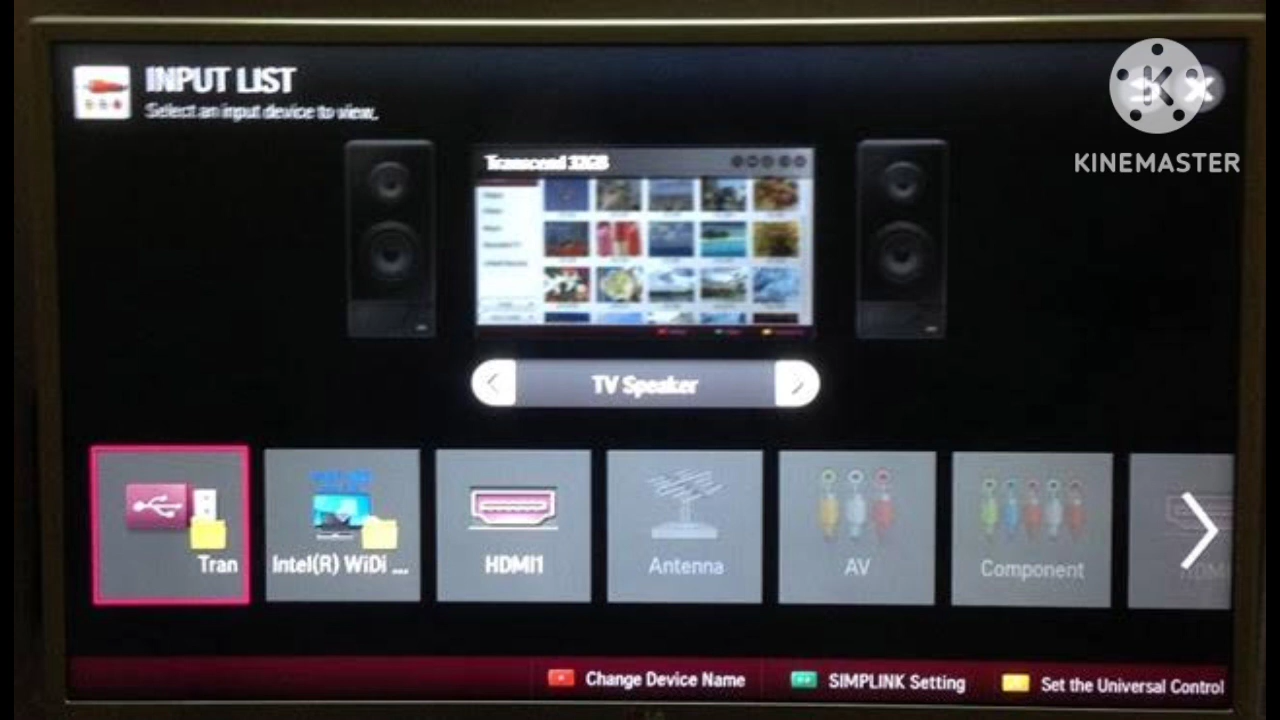 INPUT LIST
Select an input device to view.
KINEMASTER
Transcend 32GB
TV Speaker
Tran
Intel(R) WiDi ...
HDMI1
Antenna
AV
Component
HDMI
Change Device Name
SIMPLINK Setting
Set the Universal Control